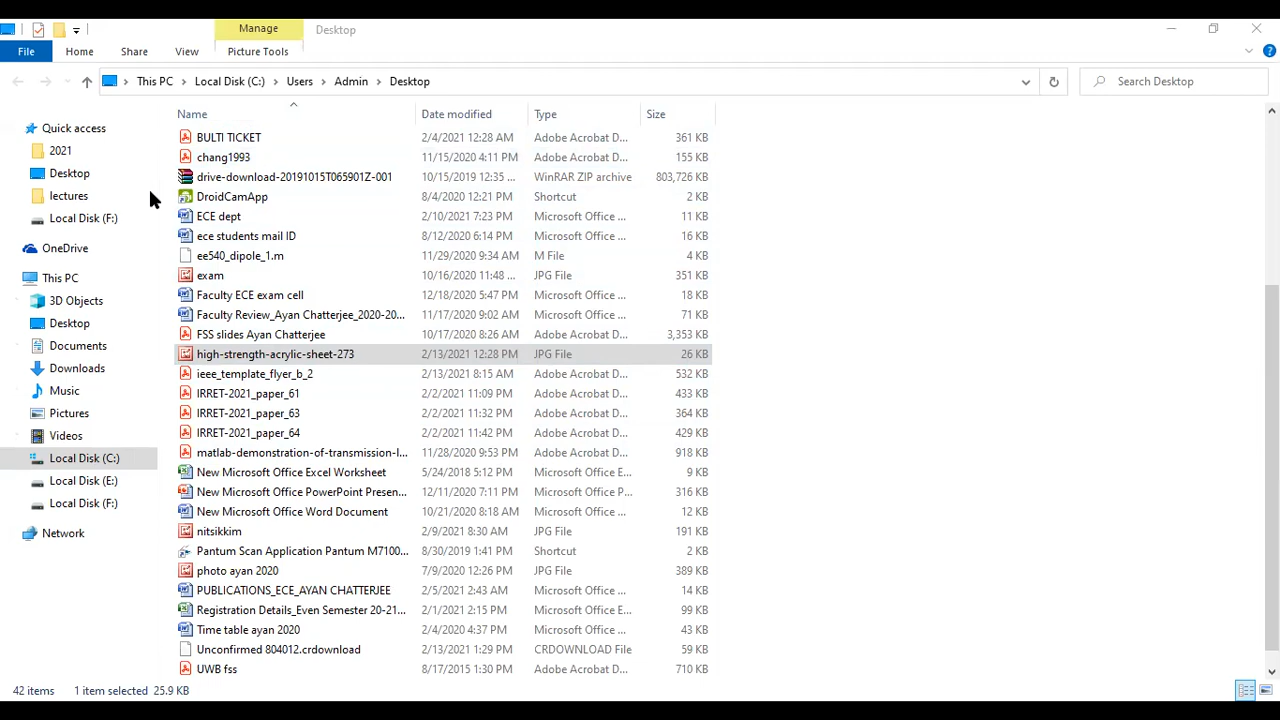 Manage Desktop
File Home Share View Picture Tools
This PC Local Disk (C:) Users Admin Desktop Search Desktop
Quick access
2021
Desktop
lectures
Local Disk (F:)
OneDrive
This PC
3D Objects
Desktop
Documents
Downloads
Music
Pictures
Videos
Local Disk (C:)
Local Disk (E:)
Local Disk (F:)
Network
Name Date modified Type Size
BULTI TICKET 2/4/2021 12:28 AM Adobe Acrobat D... 361 KB
chang1993 11/15/2020 4:11 PM Adobe Acrobat D... 155 KB
drive-download-20191015T065901Z-001 10/15/2019 12:35 ... WinRAR ZIP archive 803,726 KB
DroidCamApp 8/4/2020 12:21 PM Shortcut 2 KB
ECE dept 2/10/2021 7:23 PM Microsoft Office ... 11 KB
ece students mail ID 8/12/2020 6:14 PM Microsoft Office ... 16 KB
ee540_dipole_1.m 11/29/2020 9:34 AM M File 4 KB
exam 10/16/2020 11:48 ... JPG File 351 KB
Faculty ECE exam cell 12/18/2020 5:47 PM Microsoft Office ... 18 KB
Faculty Review_Ayan Chatterjee_2020-20... 11/17/2020 9:02 AM Microsoft Office ... 71 KB
FSS slides Ayan Chatterjee 10/17/2020 8:26 AM Adobe Acrobat D... 3,353 KB
high-strength-acrylic-sheet-273 2/13/2021 12:28 PM JPG File 26 KB
ieee_template_flyer_b_2 2/13/2021 8:15 AM Adobe Acrobat D... 532 KB
IRRET-2021_paper_61 2/2/2021 11:09 PM Adobe Acrobat D... 433 KB
IRRET-2021_paper_63 2/2/2021 11:32 PM Adobe Acrobat D... 364 KB
IRRET-2021_paper_64 2/2/2021 11:42 PM Adobe Acrobat D... 429 KB
matlab-demonstration-of-transmission-l... 11/28/2020 9:53 PM Adobe Acrobat D... 918 KB
New Microsoft Office Excel Worksheet 5/24/2018 5:12 PM Microsoft Office E... 9 KB
New Microsoft Office PowerPoint Presen... 12/11/2020 7:11 PM Microsoft Office P... 316 KB
New Microsoft Office Word Document 10/21/2020 8:18 AM Microsoft Office ... 12 KB
nitsikkim 2/9/2021 8:30 AM JPG File 191 KB
Pantum Scan Application Pantum M7100... 8/30/2019 1:41 PM Shortcut 2 KB
photo ayan 2020 7/9/2020 12:26 PM JPG File 389 KB
PUBLICATIONS_ECE_AYAN CHATTERJEE 2/5/2021 2:43 AM Microsoft Office ... 14 KB
Registration Details_Even Semester 20-21... 2/1/2021 2:15 PM Microsoft Office E... 99 KB
Time table ayan 2020 2/4/2020 4:37 PM Microsoft Office ... 43 KB
Unconfirmed 804012.crdownload 2/13/2021 1:29 PM CRDOWNLOAD File 59 KB
UWB fss 8/17/2015 1:30 PM Adobe Acrobat D... 710 KB
42 items 1 item selected 25.9 KB